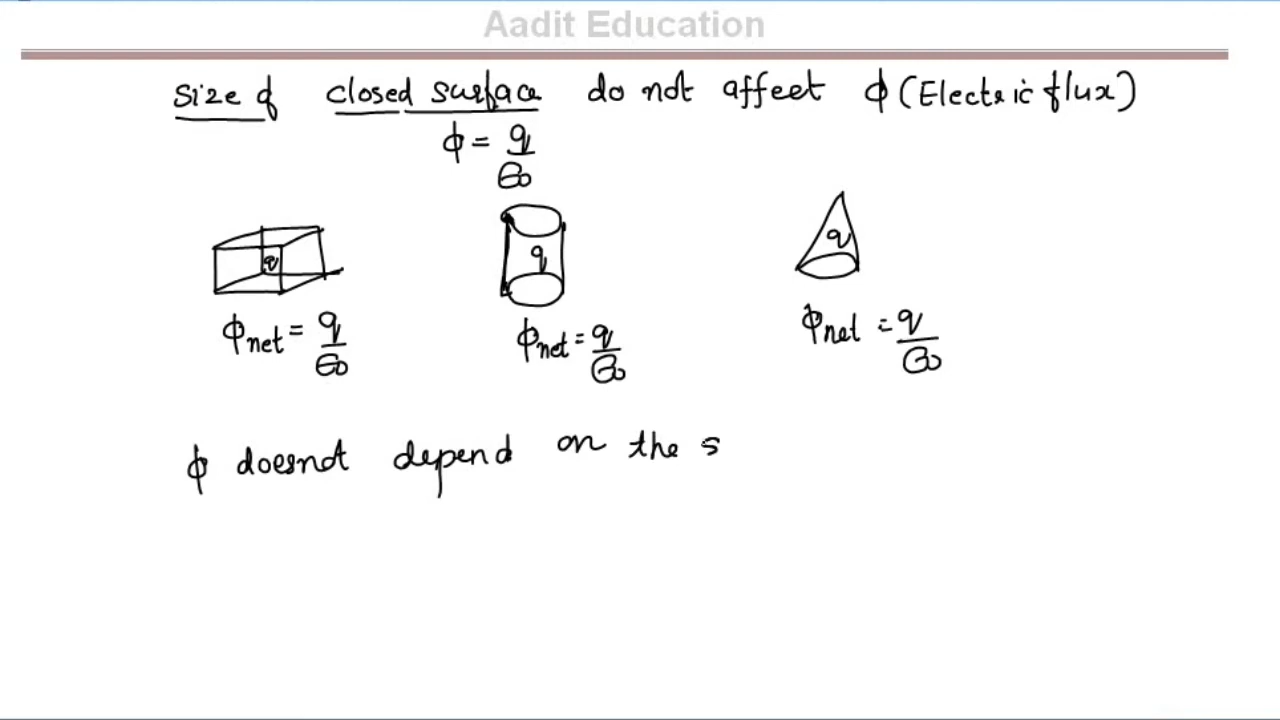 Aadit Education
size of closed surface do not affect ϕ (Electric flux)
ϕ = q/ε0
q q q
ϕnet = q/ε0 ϕnet = q/ε0 ϕnet = q/ε0
ϕ doesnot depend on the s